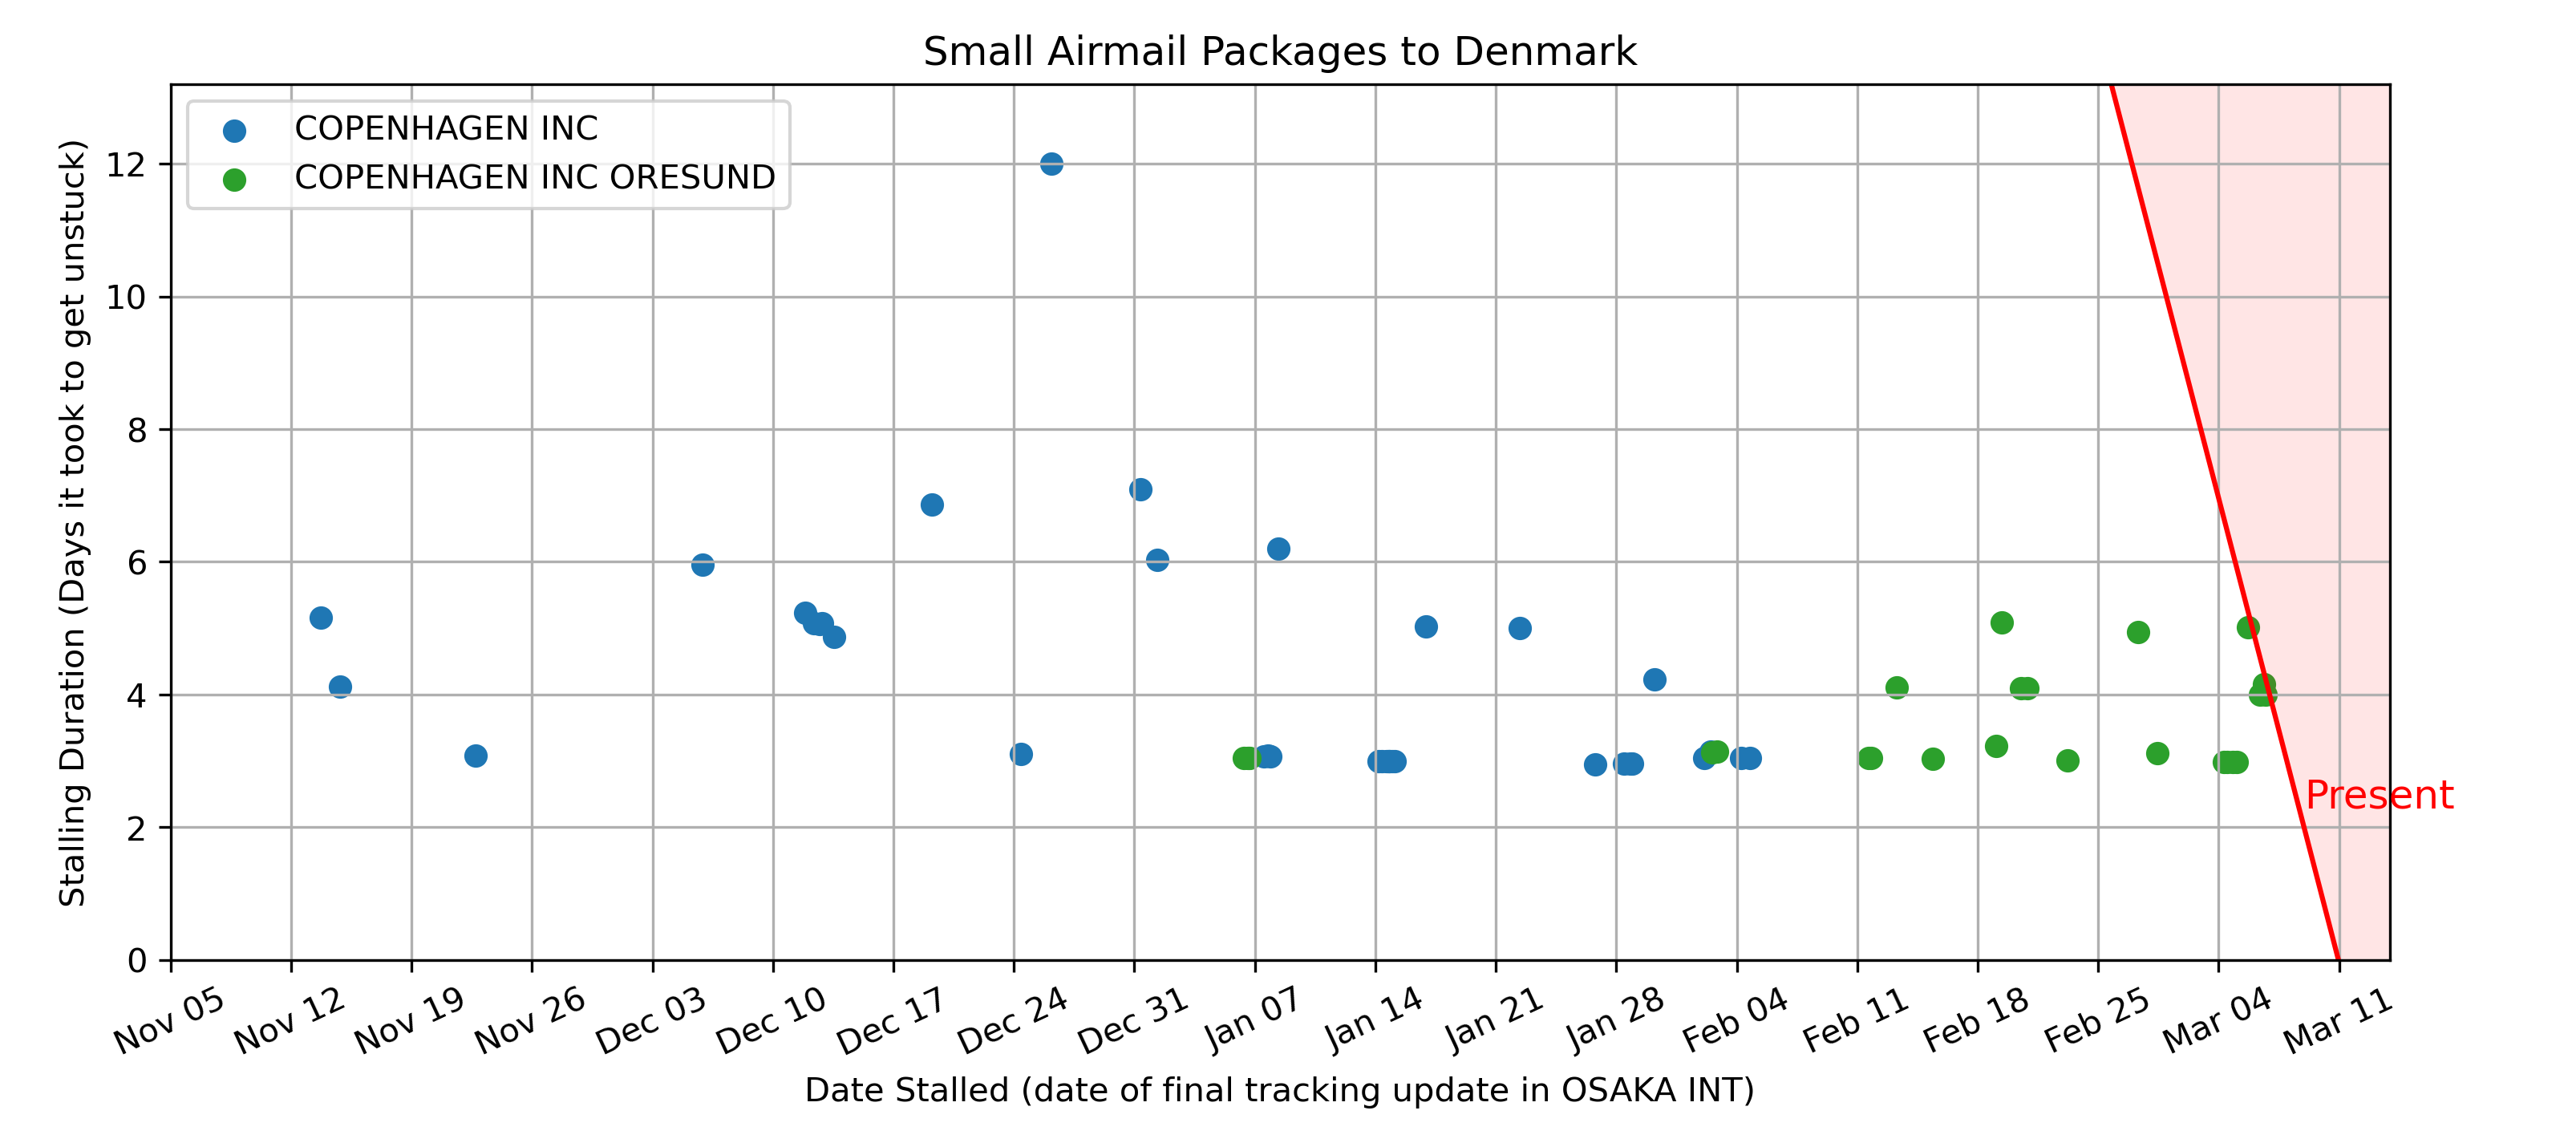 Small Airmail Packages to Denmark
COPENHAGEN INC
COPENHAGEN INC ORESUND
Stalling Duration (Days it took to get unstuck)
12
10
8
6
4
2
0
Present
Nov 05 Nov 12 Nov 19 Nov 26 Dec 03 Dec 10 Dec 17 Dec 24 Dec 31 Jan 07 Jan 14 Jan 21 Jan 28 Feb 04 Feb 11 Feb 18 Feb 25 Mar 04 Mar 11
Date Stalled (date of final tracking update in OSAKA INT)